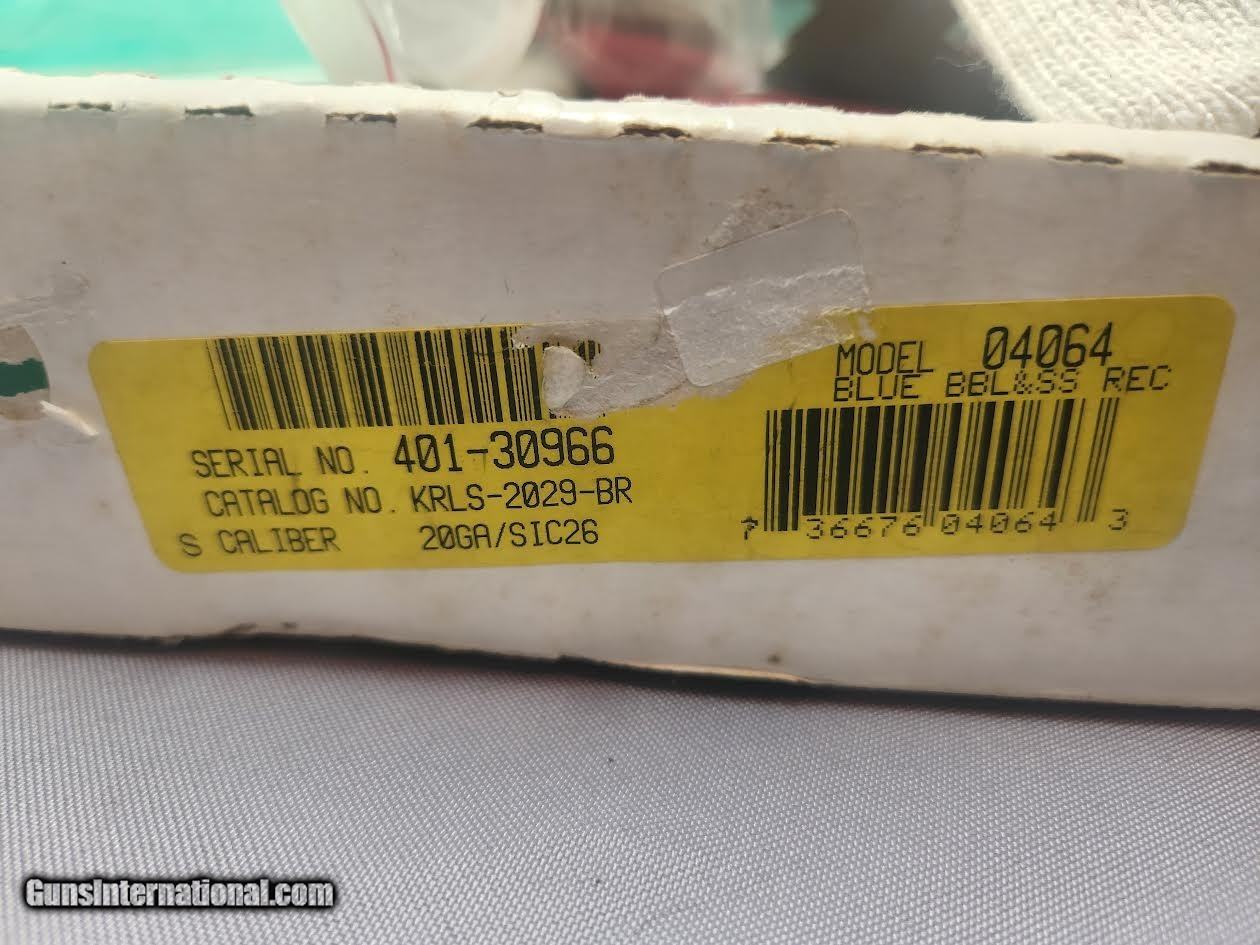 SERIAL NO. 401-30966
CATALOG NO. KRLS-2029-BR
S CALIBER 20GA/SIC26
MODEL 04064
BLUE BBL&SS REC
7 36676 04064 3
GunsInternational.com